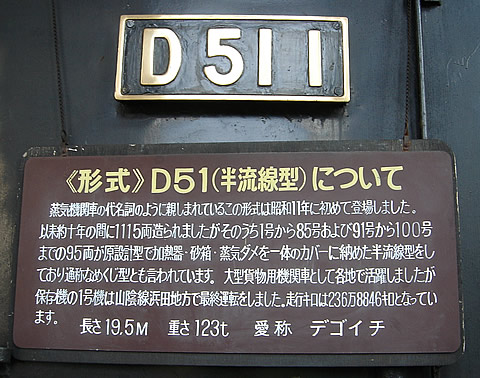 D511
《形式》D51(半流線型)について
蒸気機関車の代名詞のように親しまれているこの形式は昭和11年に初めて登場しました。
以来約十年の間に1115両造られましたがそのうち1号から85号および91号から100号
までの95両が原設計型で加熱器・砂箱・蒸気ダメを一体のカバーに納めた半流線型をし
ており通称なめくじ型とも言われています。大型貨物用機関車として各地で活躍しましたが
保存機の1号機は山陰線浜田地方で最終運転をしました。走行キロは236万8846キロとなってい
ます。
長さ19.5M 重さ123t 愛称 デゴイチ